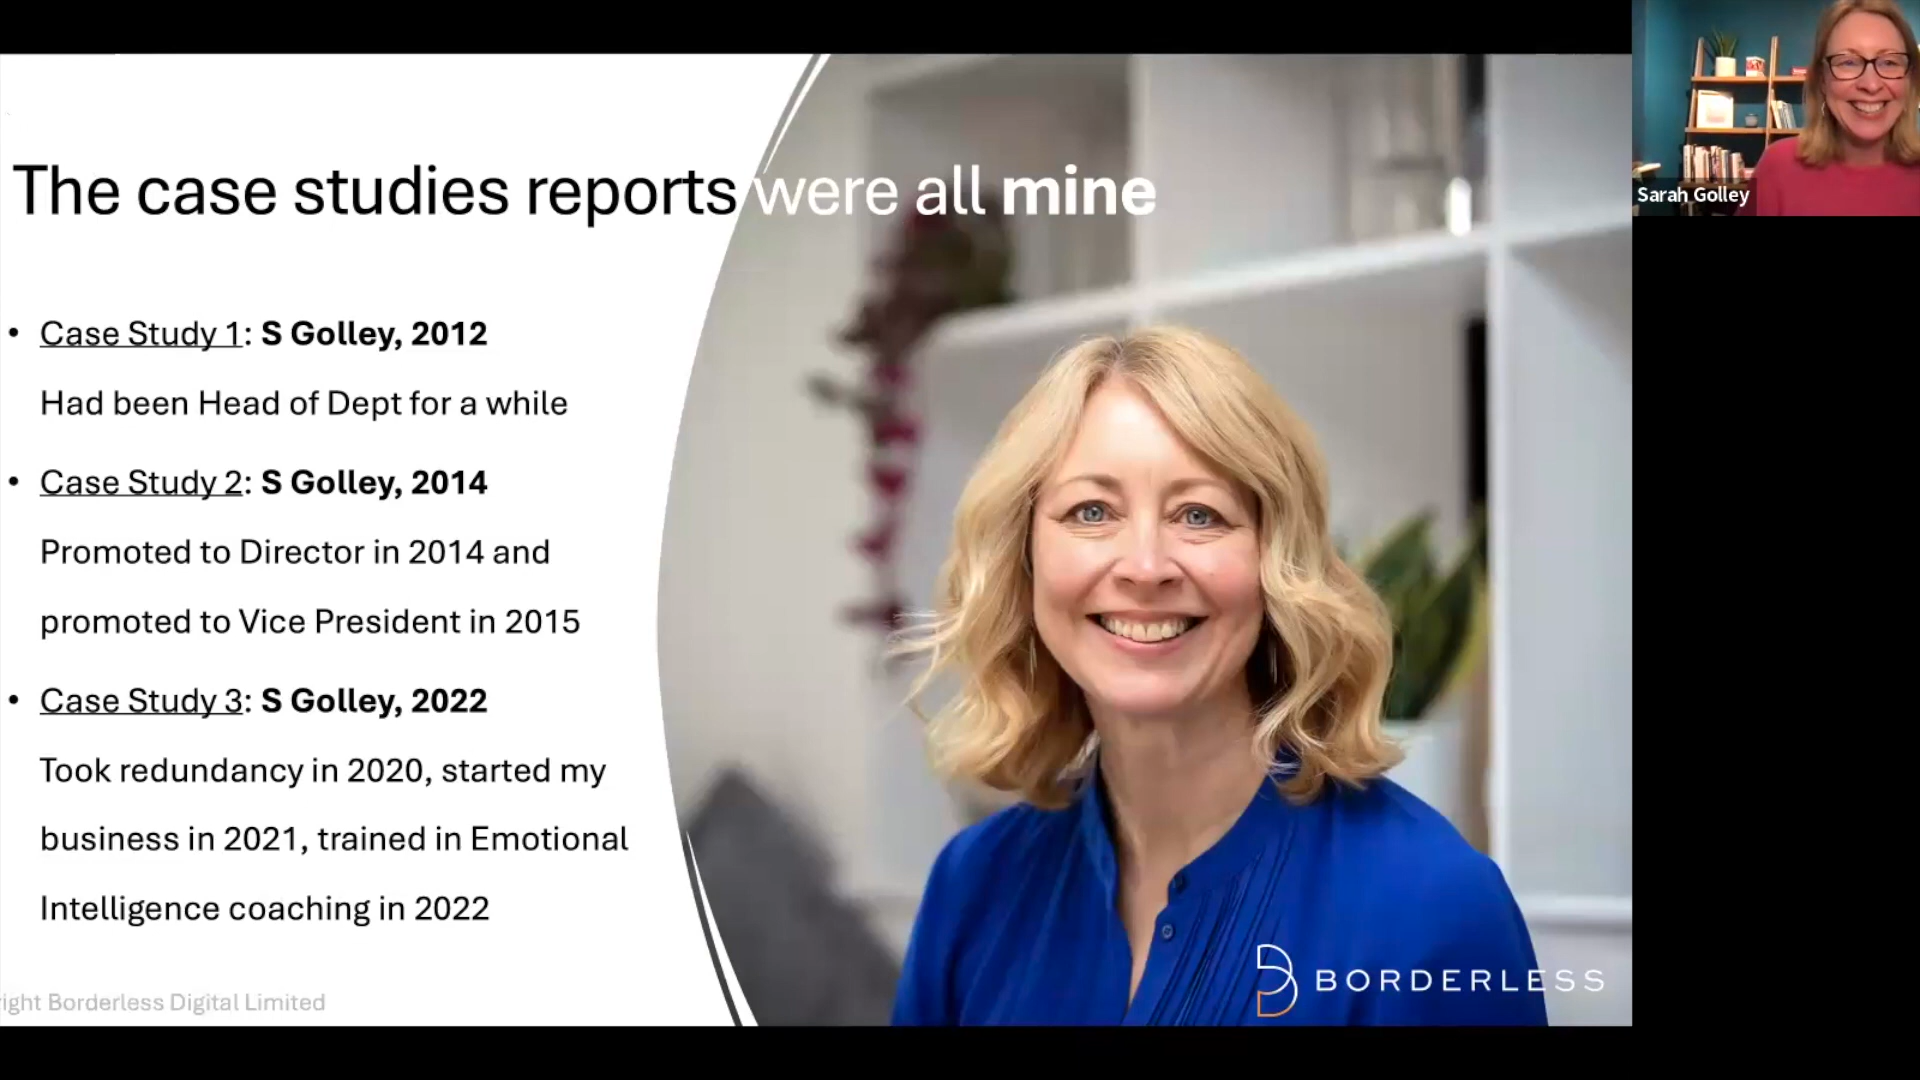 The case studies reports were all mine
• Case Study 1: S Golley, 2012
Had been Head of Dept for a while
• Case Study 2: S Golley, 2014
Promoted to Director in 2014 and
promoted to Vice President in 2015
• Case Study 3: S Golley, 2022
Took redundancy in 2020, started my
business in 2021, trained in Emotional
Intelligence coaching in 2022
Borderless Digital Limited
BORDERLESS
Sarah Golley